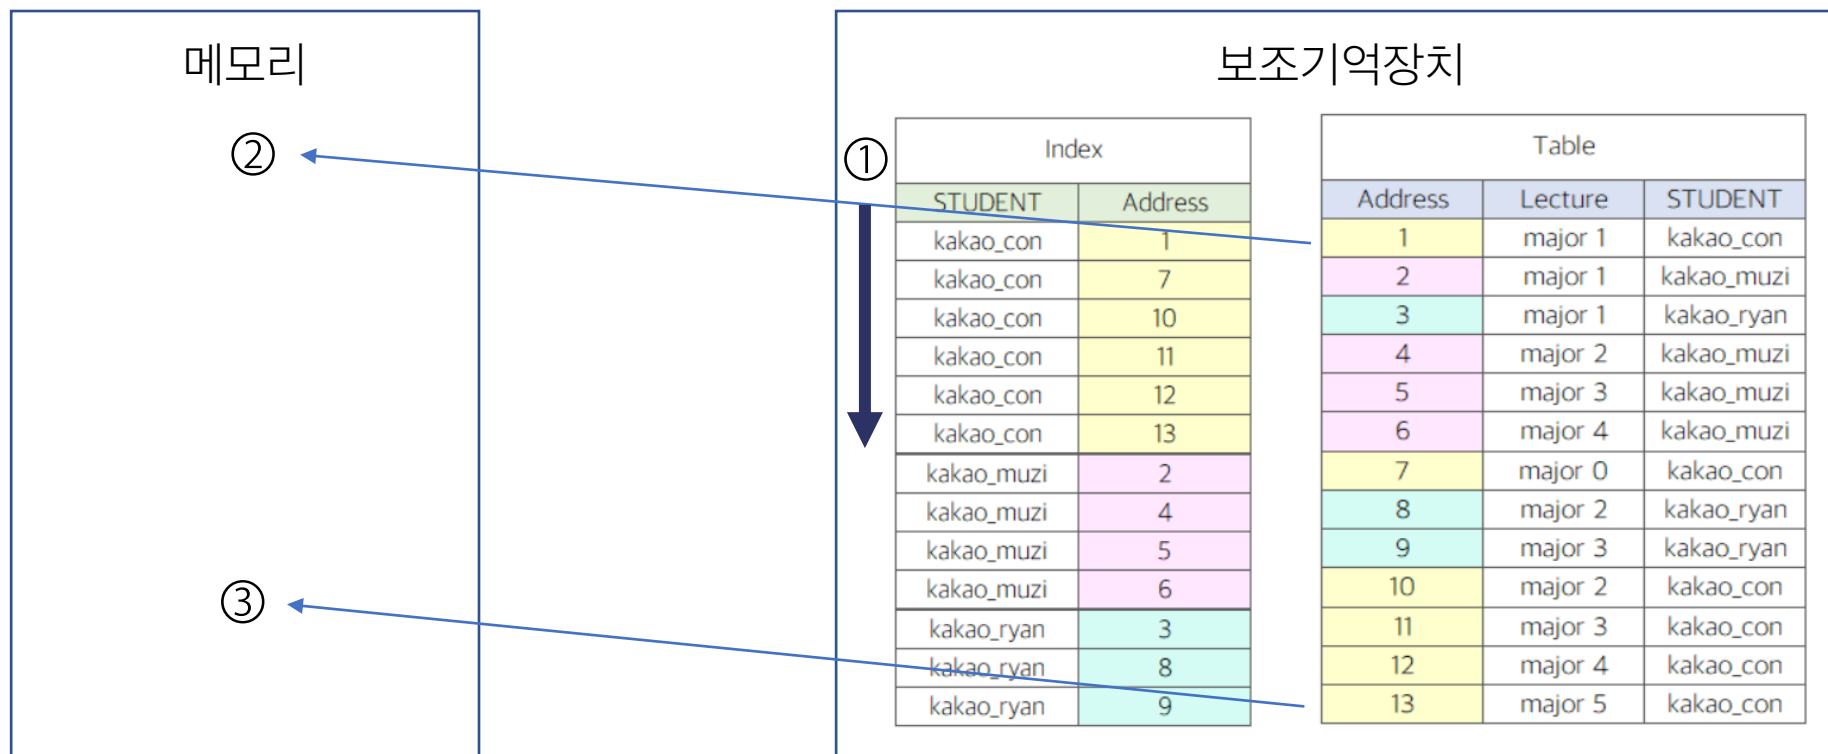 메모리
②
③
보조기억장치
①
Index
STUDENT Address
kakao_con 1
kakao_con 7
kakao_con 10
kakao_con 11
kakao_con 12
kakao_con 13
kakao_muzi 2
kakao_muzi 4
kakao_muzi 5
kakao_muzi 6
kakao_ryan 3
kakao_ryan 8
kakao_ryan 9
Table
Address Lecture STUDENT
1 major 1 kakao_con
2 major 1 kakao_muzi
3 major 1 kakao_ryan
4 major 2 kakao_muzi
5 major 3 kakao_muzi
6 major 4 kakao_muzi
7 major 0 kakao_con
8 major 2 kakao_ryan
9 major 3 kakao_ryan
10 major 2 kakao_con
11 major 3 kakao_con
12 major 4 kakao_con
13 major 5 kakao_con